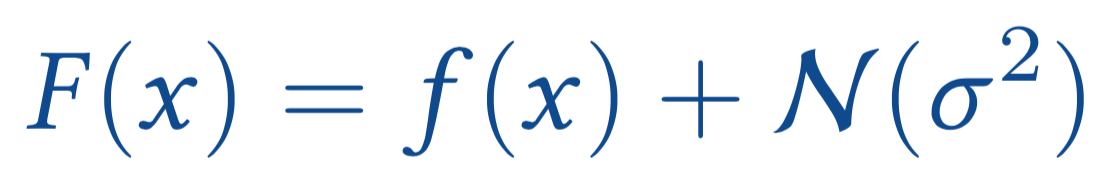 F(x) = f(x) + 𝒩(σ²)